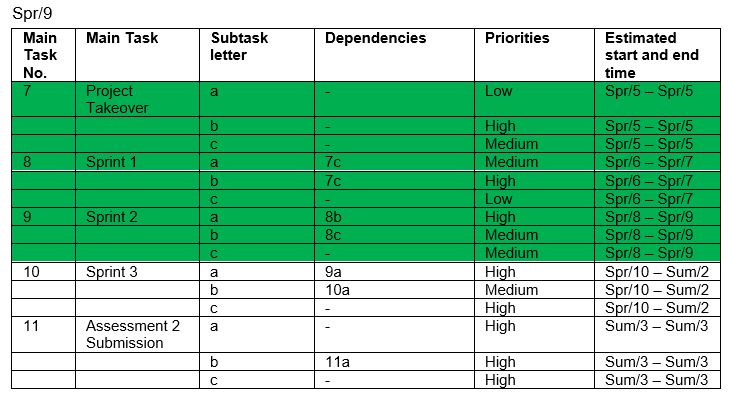 Spr/9
Main Task No. Main Task Subtask letter Dependencies Priorities Estimated start and end time
7 Project Takeover a - Low Spr/5 – Spr/5
b - High Spr/5 – Spr/5
c - Medium Spr/5 – Spr/5
8 Sprint 1 a 7c Medium Spr/6 – Spr/7
b 7c High Spr/6 – Spr/7
c - Low Spr/6 – Spr/7
9 Sprint 2 a 8b High Spr/8 – Spr/9
b 8c Medium Spr/8 – Spr/9
c - Medium Spr/8 – Spr/9
10 Sprint 3 a 9a High Spr/10 – Sum/2
b 10a Medium Spr/10 – Sum/2
c - High Spr/10 – Sum/2
11 Assessment 2 Submission a - High Sum/3 – Sum/3
b 11a High Sum/3 – Sum/3
c - High Sum/3 – Sum/3